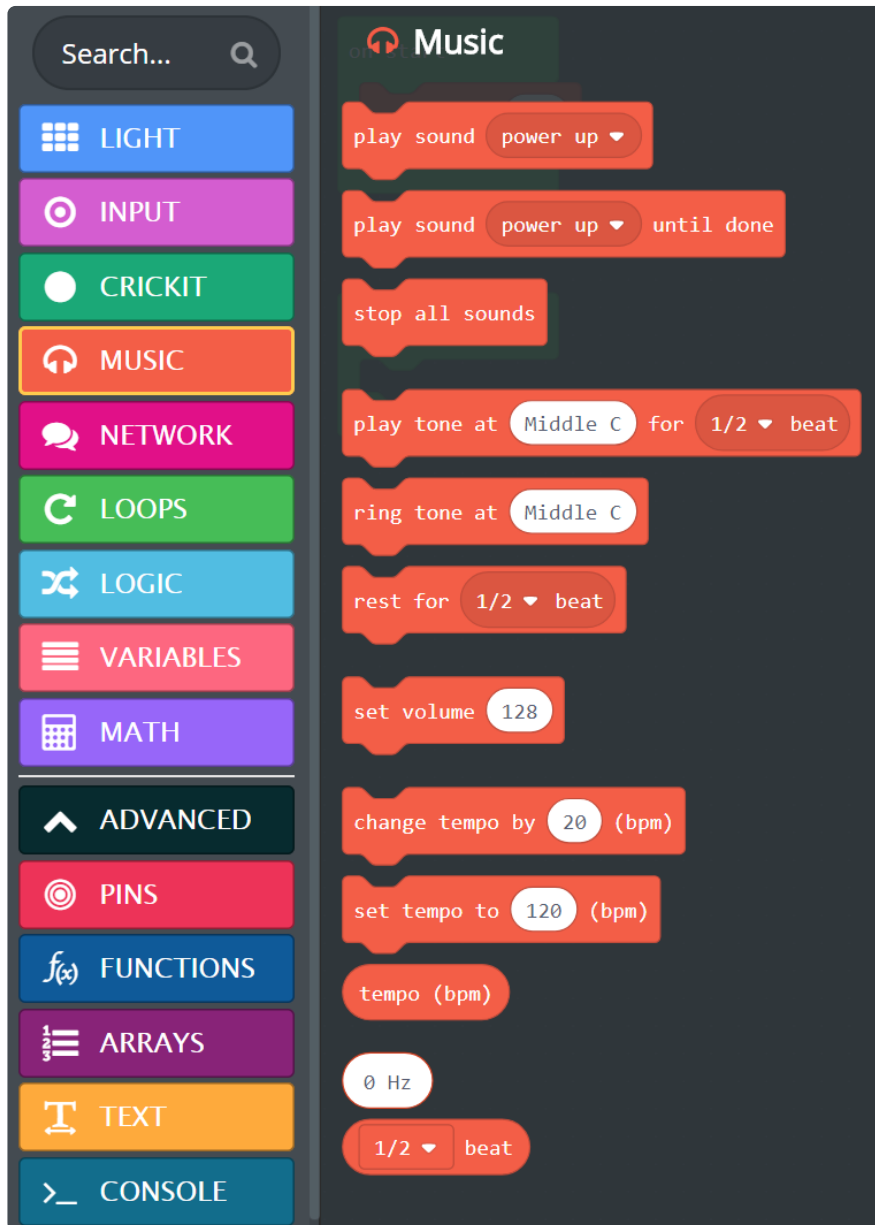 Search...
LIGHT
INPUT
CRICKIT
MUSIC
NETWORK
LOOPS
LOGIC
VARIABLES
MATH
ADVANCED
PINS
f(x) FUNCTIONS
1
2
3
ARRAYS
T TEXT
>_ CONSOLE
Music
play sound power up
play sound power up until done
stop all sounds
play tone at Middle C for 1/2 beat
ring tone at Middle C
rest for 1/2 beat
set volume 128
change tempo by 20 (bpm)
set tempo to 120 (bpm)
tempo (bpm)
0 Hz
1/2 beat